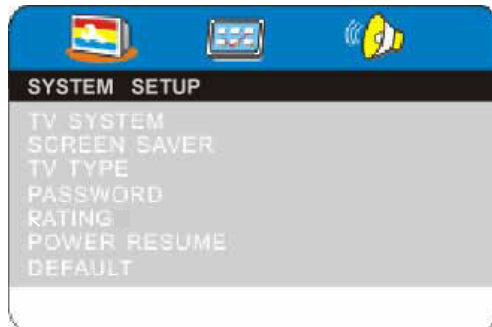 SYSTEM SETUP
TV SYSTEM
SCREEN SAVER
TV TYPE
PASSWORD
RATING
POWER RESUME
DEFAULT